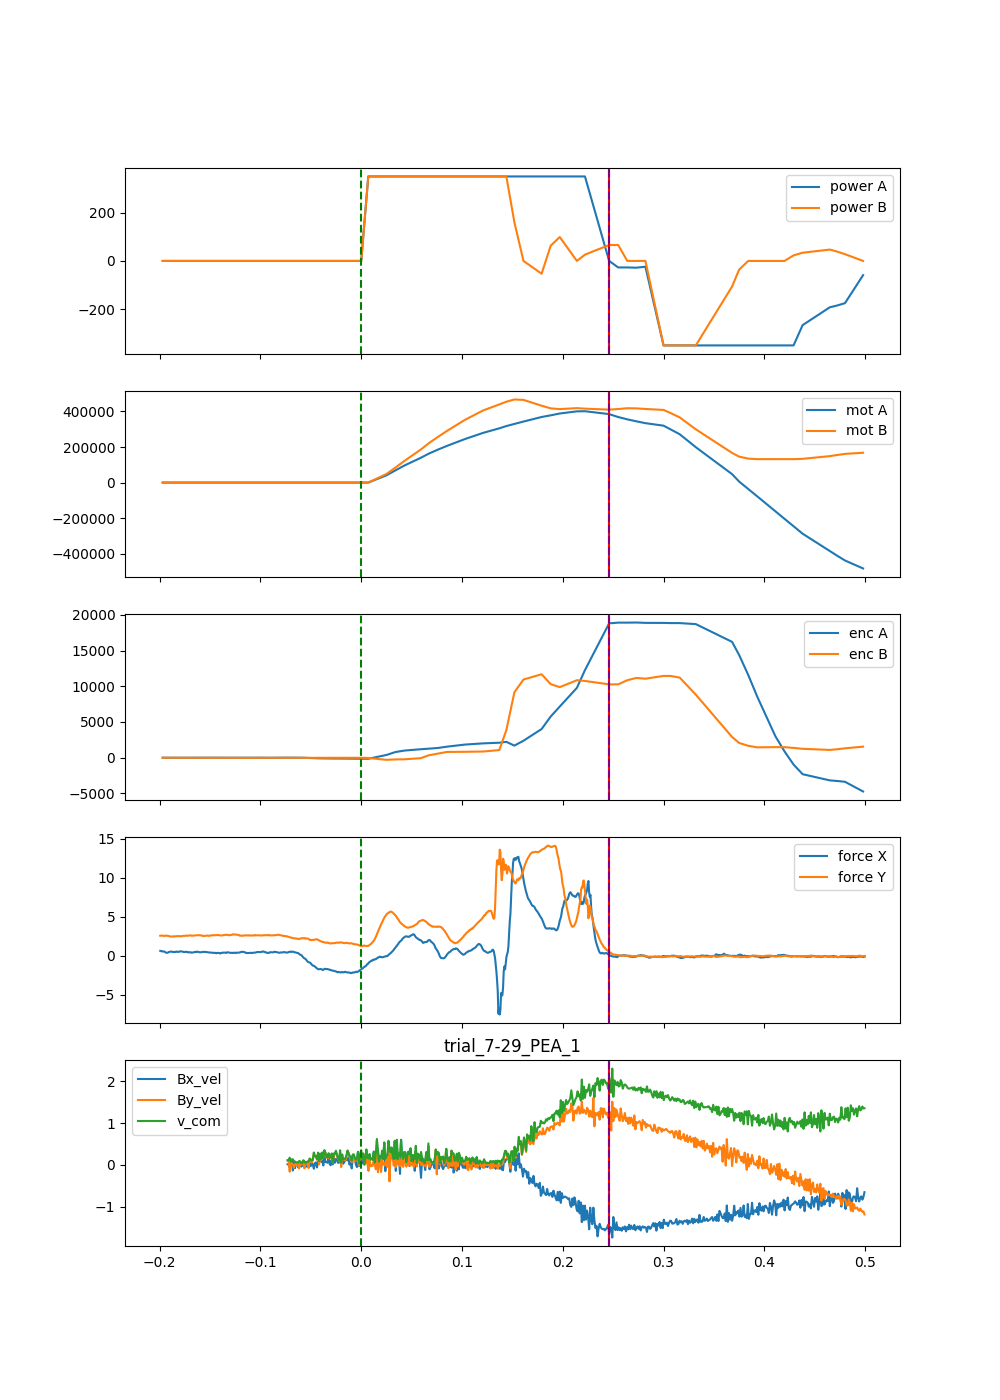 power A
power B
200
0
−200
mot A
mot B
400000
200000
0
−200000
−400000
enc A
enc B
20000
15000
10000
5000
0
−5000
force X
force Y
15
10
5
0
−5
trial_7-29_PEA_1
Bx_vel
By_vel
v_com
2
1
0
−1
−0.2 −0.1 0.0 0.1 0.2 0.3 0.4 0.5